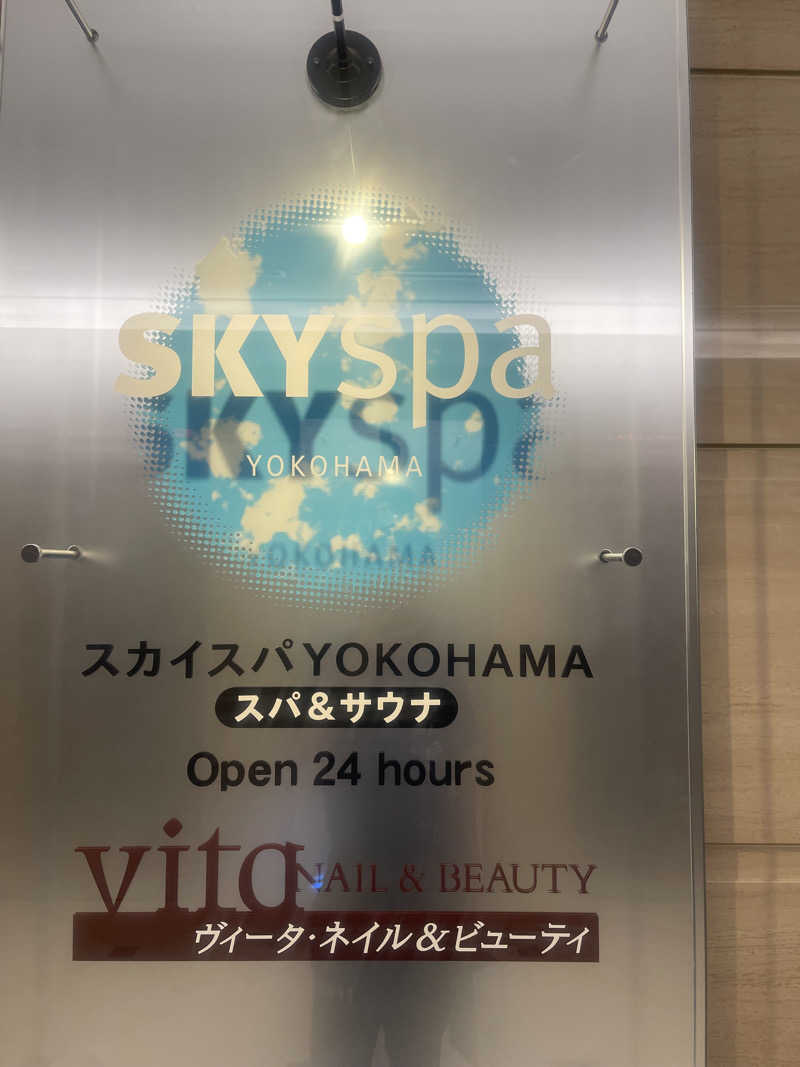 SKYspa
YOKOHAMA
スカイスパYOKOHAMA
スパ&サウナ
Open 24 hours
vita NAIL & BEAUTY
ヴィータ・ネイル&ビューティ